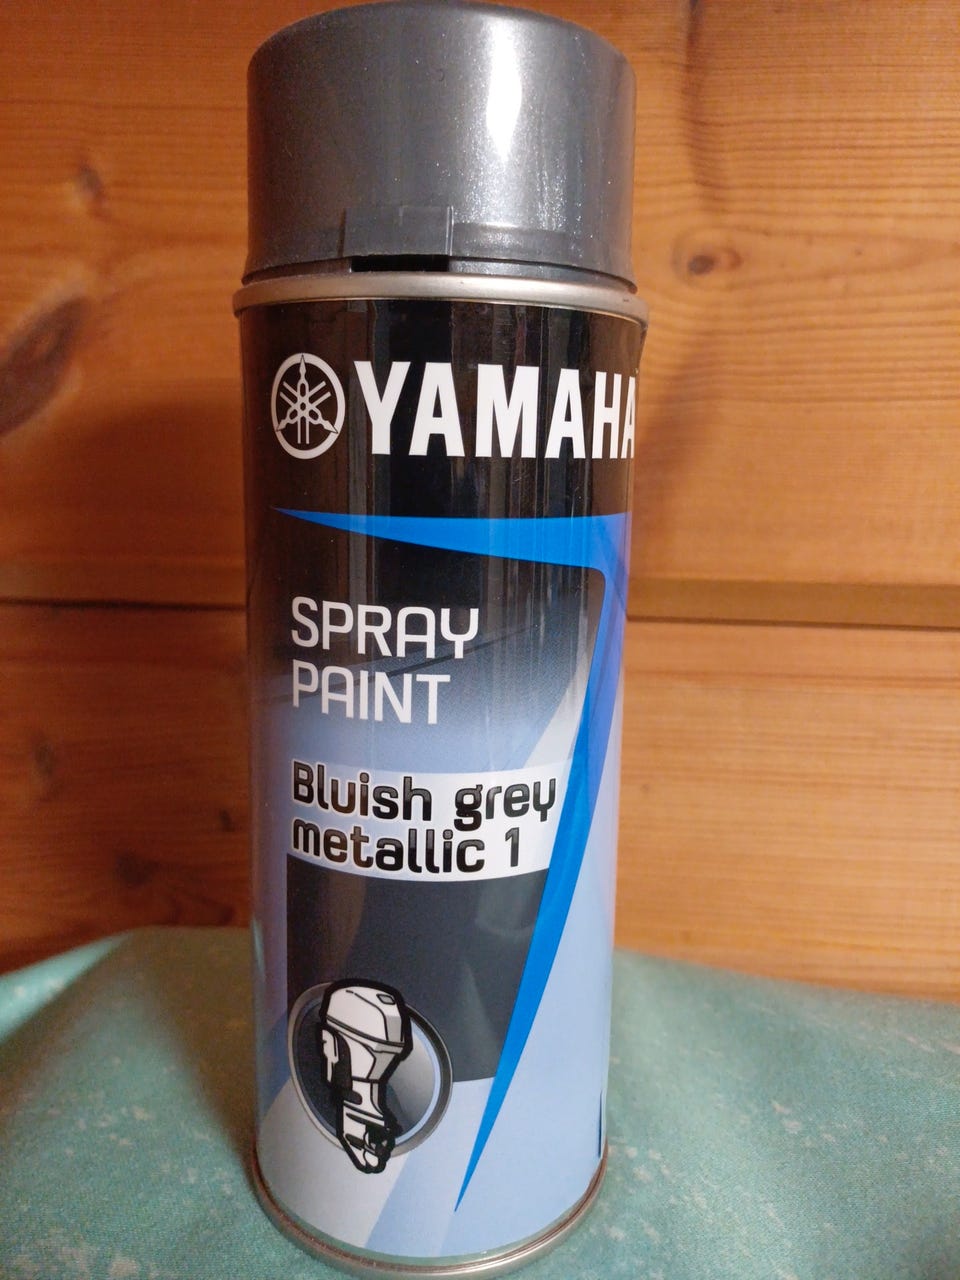 YAMAHA
SPRAY
PAINT
Bluish grey
metallic 1